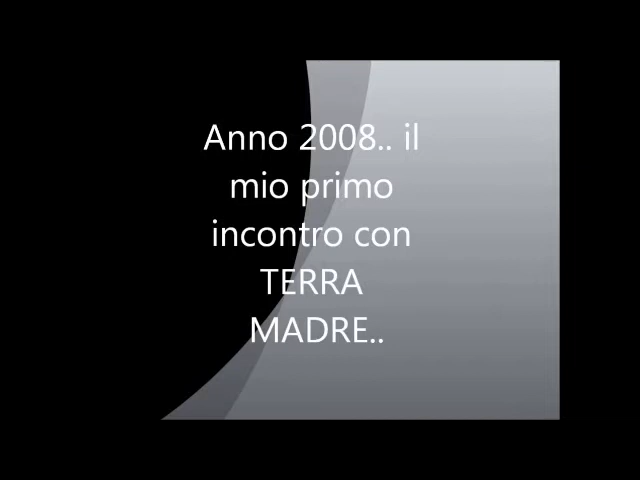 Anno 2008.. il
mio primo
incontro con
TERRA
MADRE..